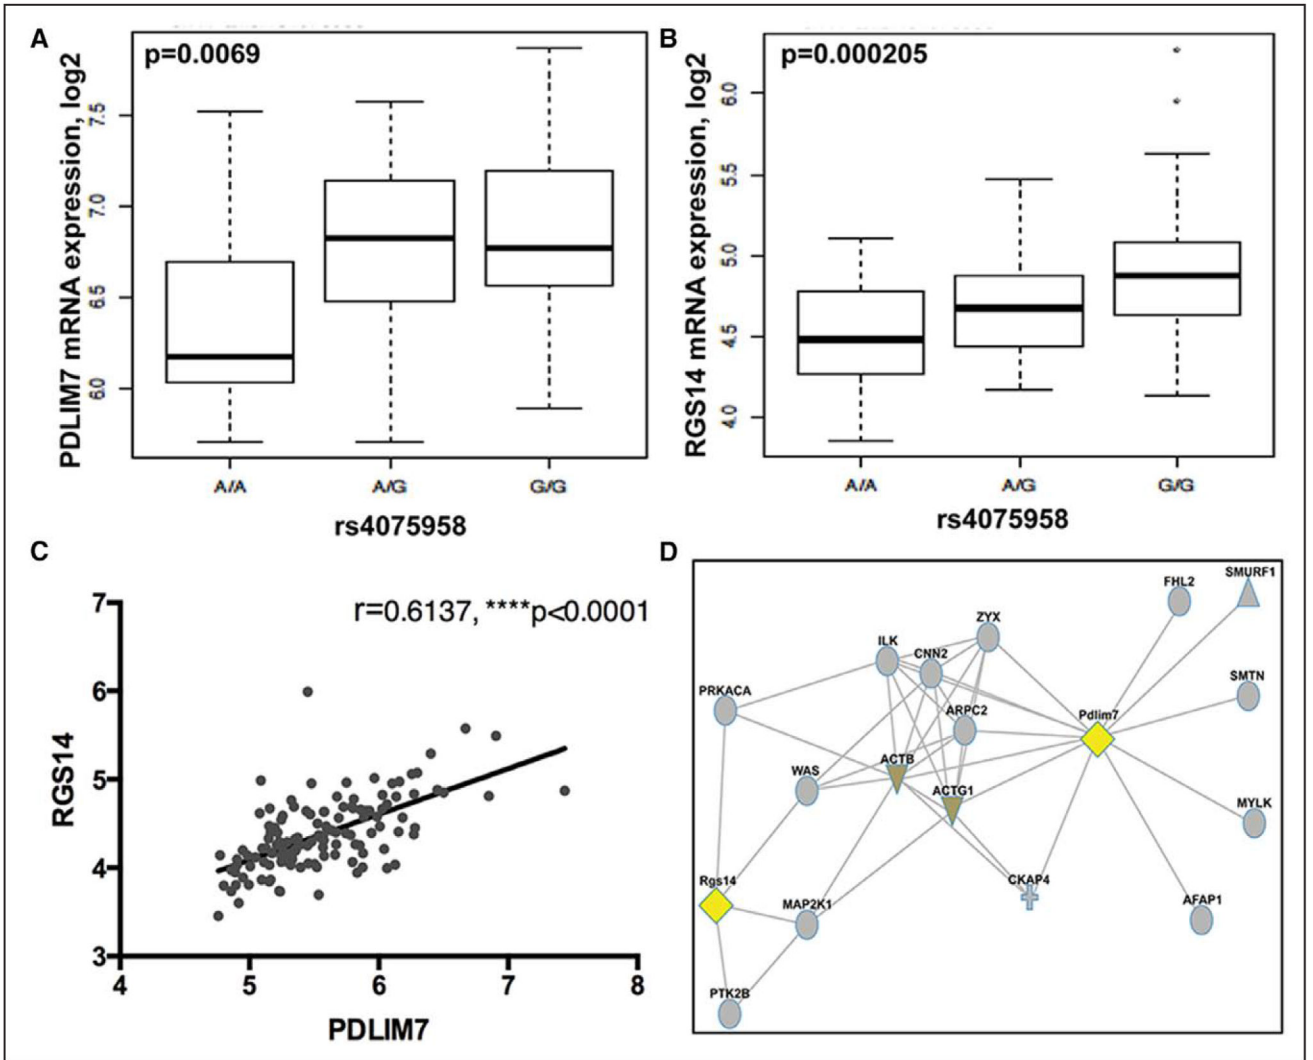 A
p=0.0069
PDLIM7 mRNA expression, log2
7.5
7.0
6.5
6.0
A/A
A/G
G/G
rs4075958
B
p=0.000205
RGS14 mRNA expression, log2
6.0
5.5
5.0
4.5
4.0
A/A
A/G
G/G
rs4075958
C
r=0.6137, ****p<0.0001
RGS14
7
6
5
4
3
4
5
6
7
8
PDLIM7
D
FHL2
SMURF1
ZYX
ILK
CNN2
SMTN
PRKACA
ARPC2
Pdlim7
ACTB
WAS
ACTG1
MYLK
Rgs14
CKAP4
MAP2K1
AFAP1
PTK2B